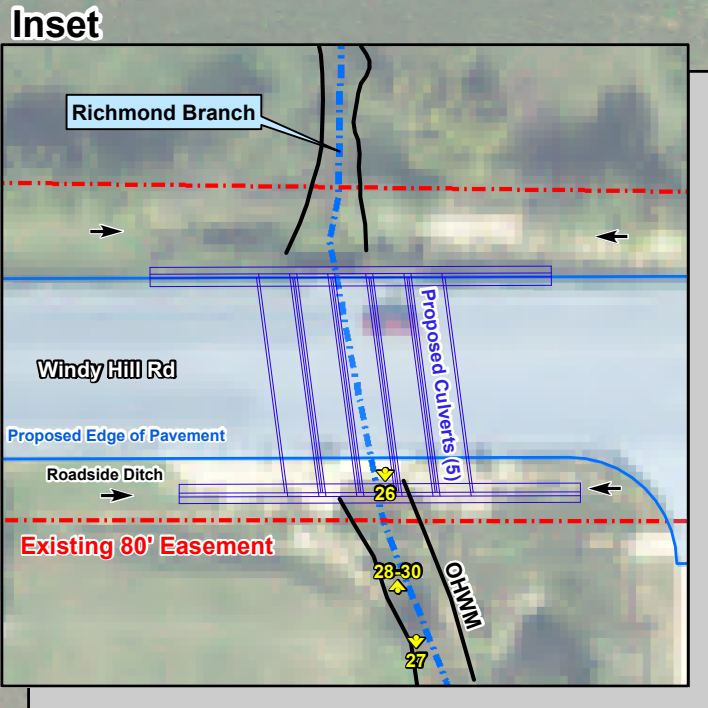 Inset
Richmond Branch
Windy Hill Rd
Proposed Culverts (5)
Proposed Edge of Pavement
Roadside Ditch
26
Existing 80' Easement
28-30
OHWM
27